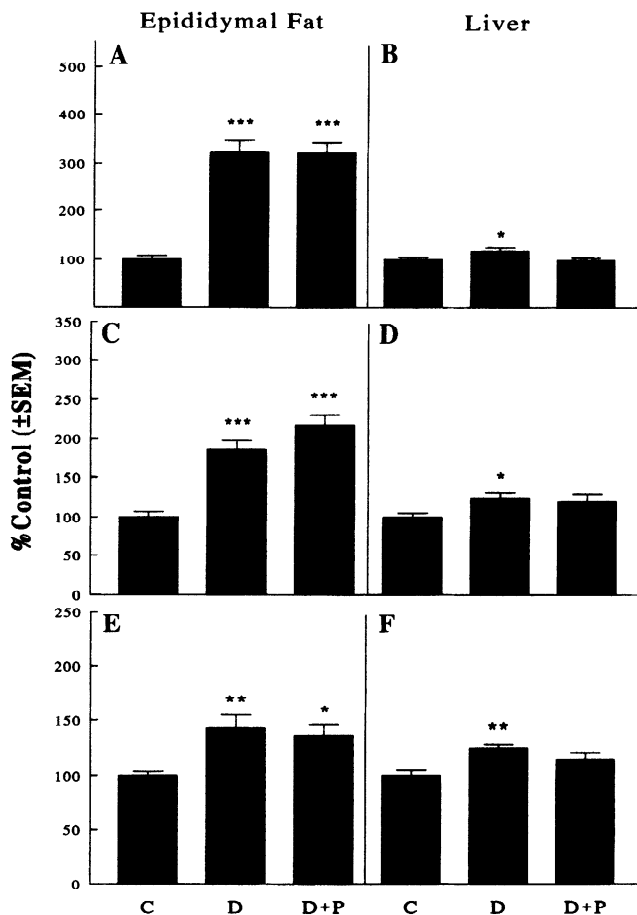 Epididymal Fat
Liver
A
B
500
400
300
200
100
***
***
*
C
D
350
300
250
200
150
100
50
0
***
***
*
E
F
250
200
150
100
50
0
**
*
**
%Control (±SEM)
C D D+P C D D+P